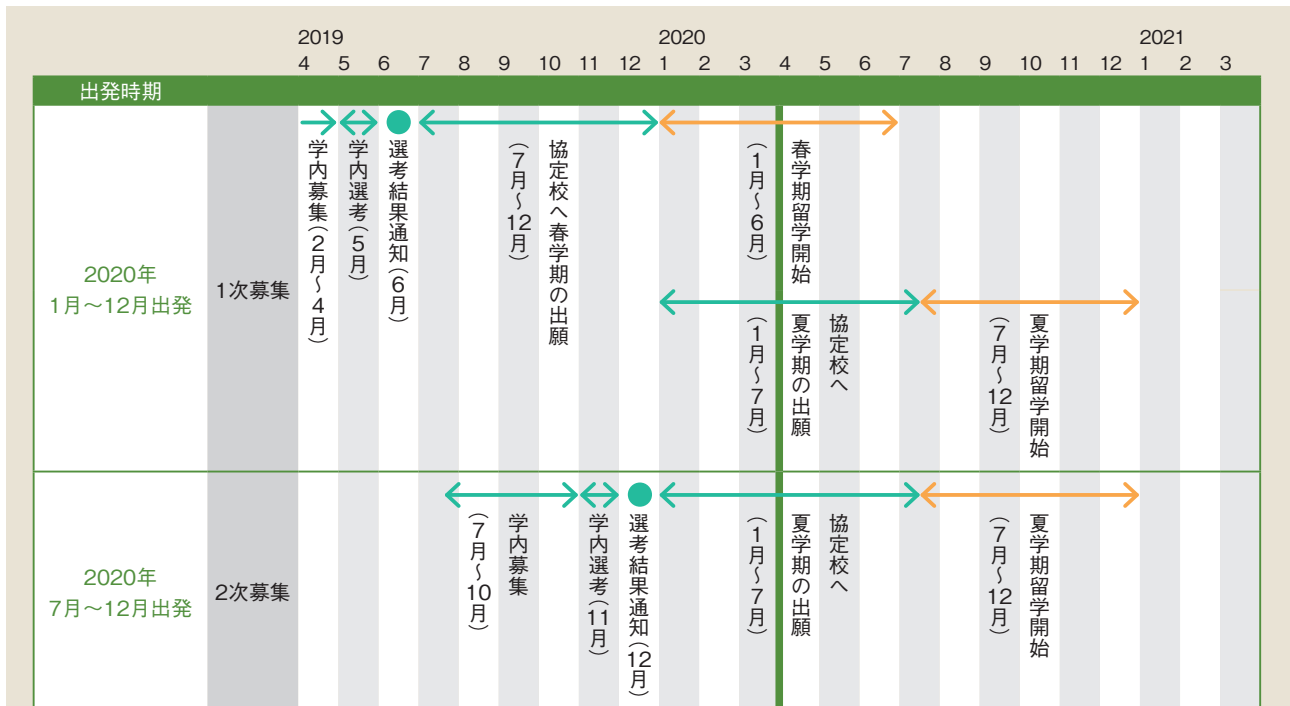 2019 2020 2021
4 5 6 7 8 9 10 11 12 1 2 3 4 5 6 7 8 9 10 11 12 1 2 3
出発時期
2020年
1月～12月出発
1次募集
学内募集(2月～4月)
学内選考(5月)
選考結果通知(6月)
協定校へ春学期の出願
(7月～12月)
春学期留学開始
(1月～6月)
協定校へ
夏学期の出願
(1月～7月)
夏学期留学開始
(7月～12月)
2020年
7月～12月出発
2次募集
学内募集
(7月～10月)
学内選考(11月)
選考結果通知(12月)
協定校へ
夏学期の出願
(1月～7月)
夏学期留学開始
(7月～12月)